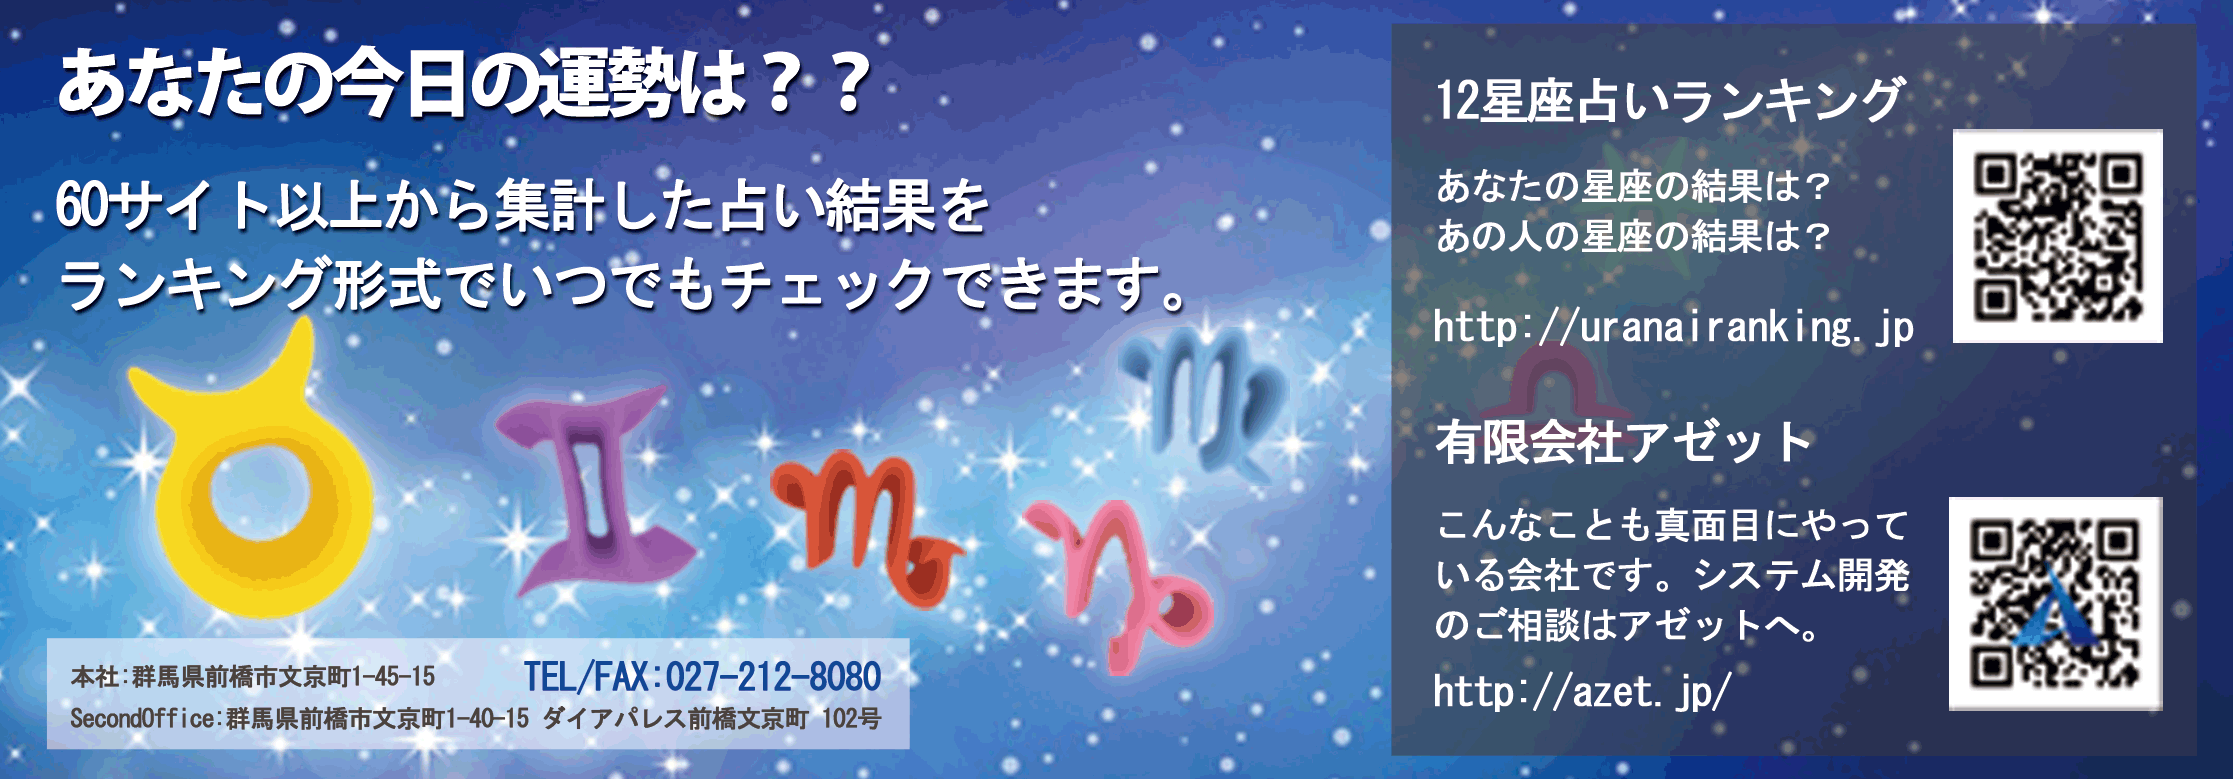 あなたの今日の運勢は？？
60サイト以上から集計した占い結果を
ランキング形式でいつでもチェックできます。
本社:群馬県前橋市文京町1-45-15
TEL/FAX:027-212-8080
SecondOffice:群馬県前橋市文京町1-40-15 ダイアパレス前橋文京町 102号
12星座占いランキング
あなたの星座の結果は？
あの人の星座の結果は？
http://uranairanking.jp
有限会社アゼット
こんなことも真面目にやって
いる会社です。システム開発
のご相談はアゼットへ。
http://azet.jp/